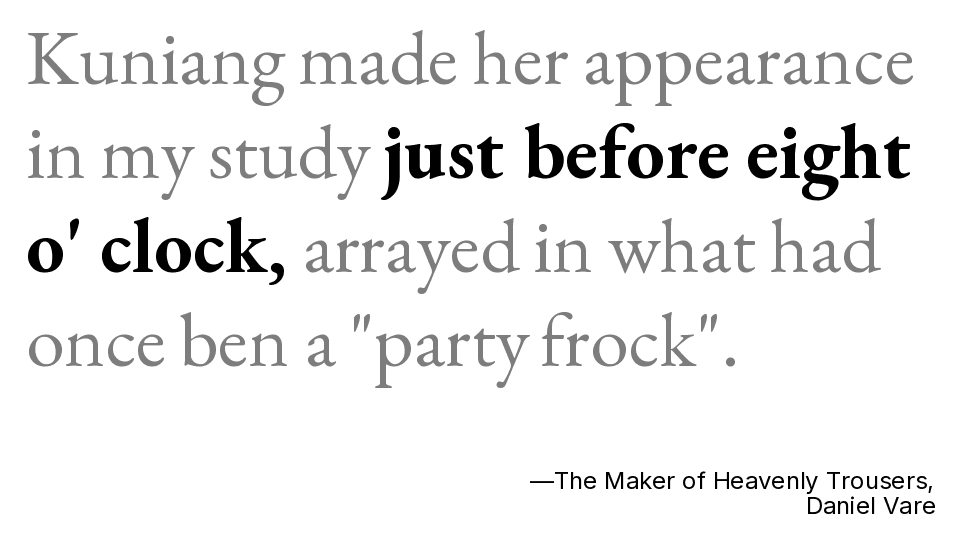 Kuniang made her appearance
in my study just before eight
o' clock, arrayed in what had
once ben a "party frock".
—The Maker of Heavenly Trousers,
Daniel Vare